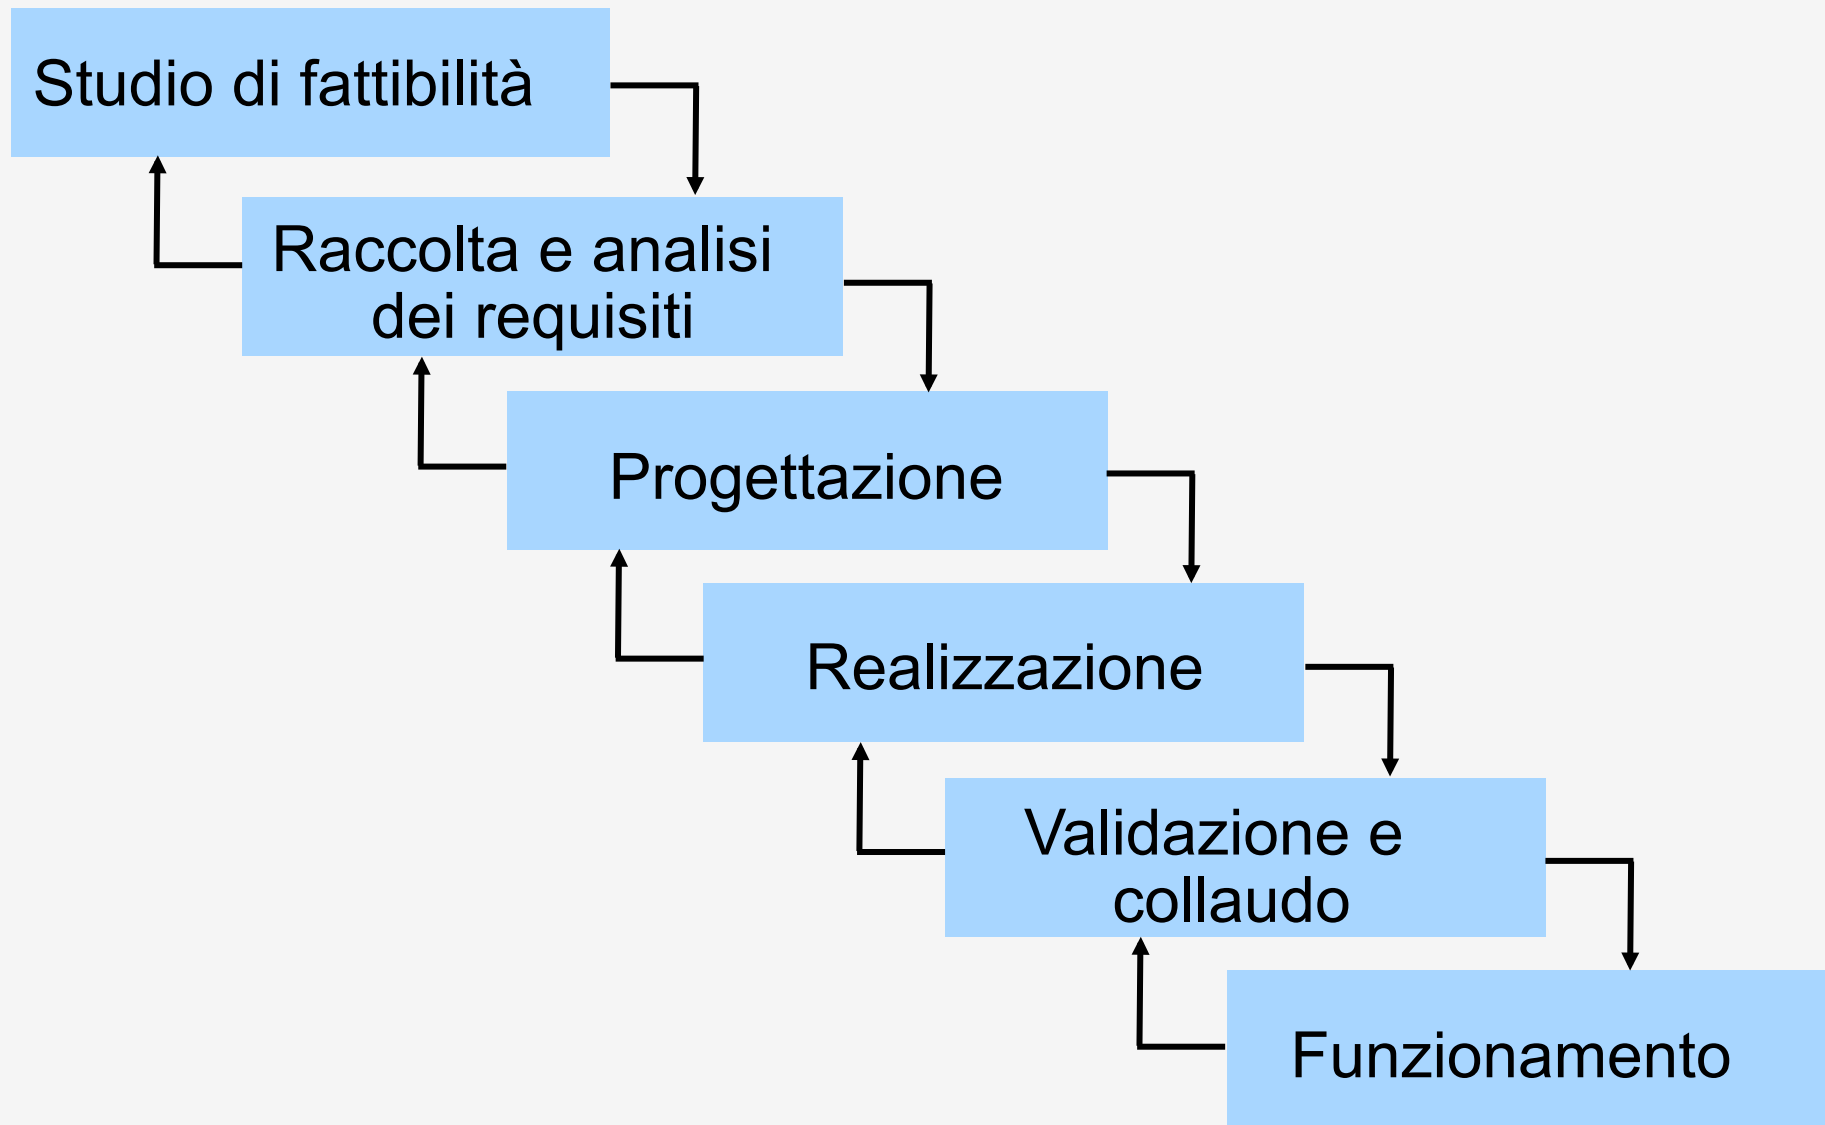 Studio di fattibilità
Raccolta e analisi
dei requisiti
Progettazione
Realizzazione
Validazione e
collaudo
Funzionamento